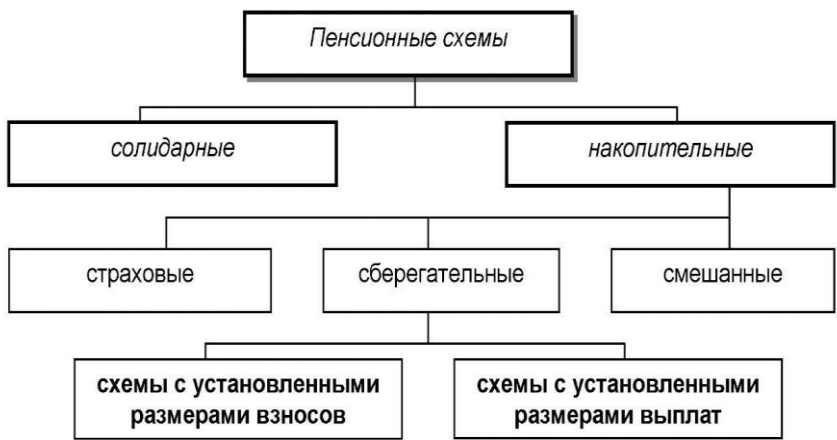 Пенсионные схемы
солидарные
накопительные
страховые
сберегательные
смешанные
схемы с установленными
размерами взносов
схемы с установленными
размерами выплат